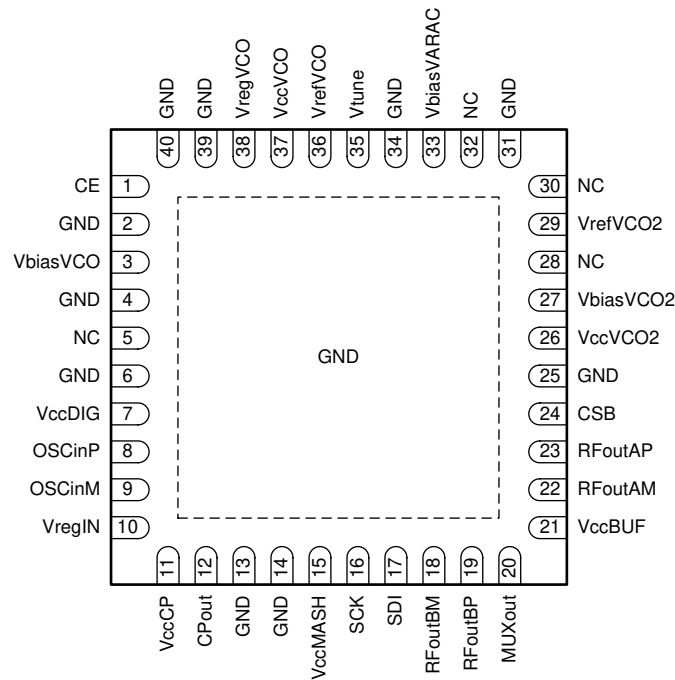 GND
GND
VregVCO
VccVCO
VrefVCO
Vtune
GND
VbiasVARAC
NC
GND
40
39
38
37
36
35
34
33
32
31
CE 1
GND 2
VbiasVCO 3
GND 4
NC 5
GND 6
VccDIG 7
OSCinP 8
OSCinM 9
VregIN 10
GND
30 NC
29 VrefVCO2
28 NC
27 VbiasVCO2
26 VccVCO2
25 GND
24 CSB
23 RFoutAP
22 RFoutAM
21 VccBUF
11
12
13
14
15
16
17
18
19
20
VccCP
CPout
GND
GND
VccMASH
SCK
SDI
RFoutBM
RFoutBP
MUXout